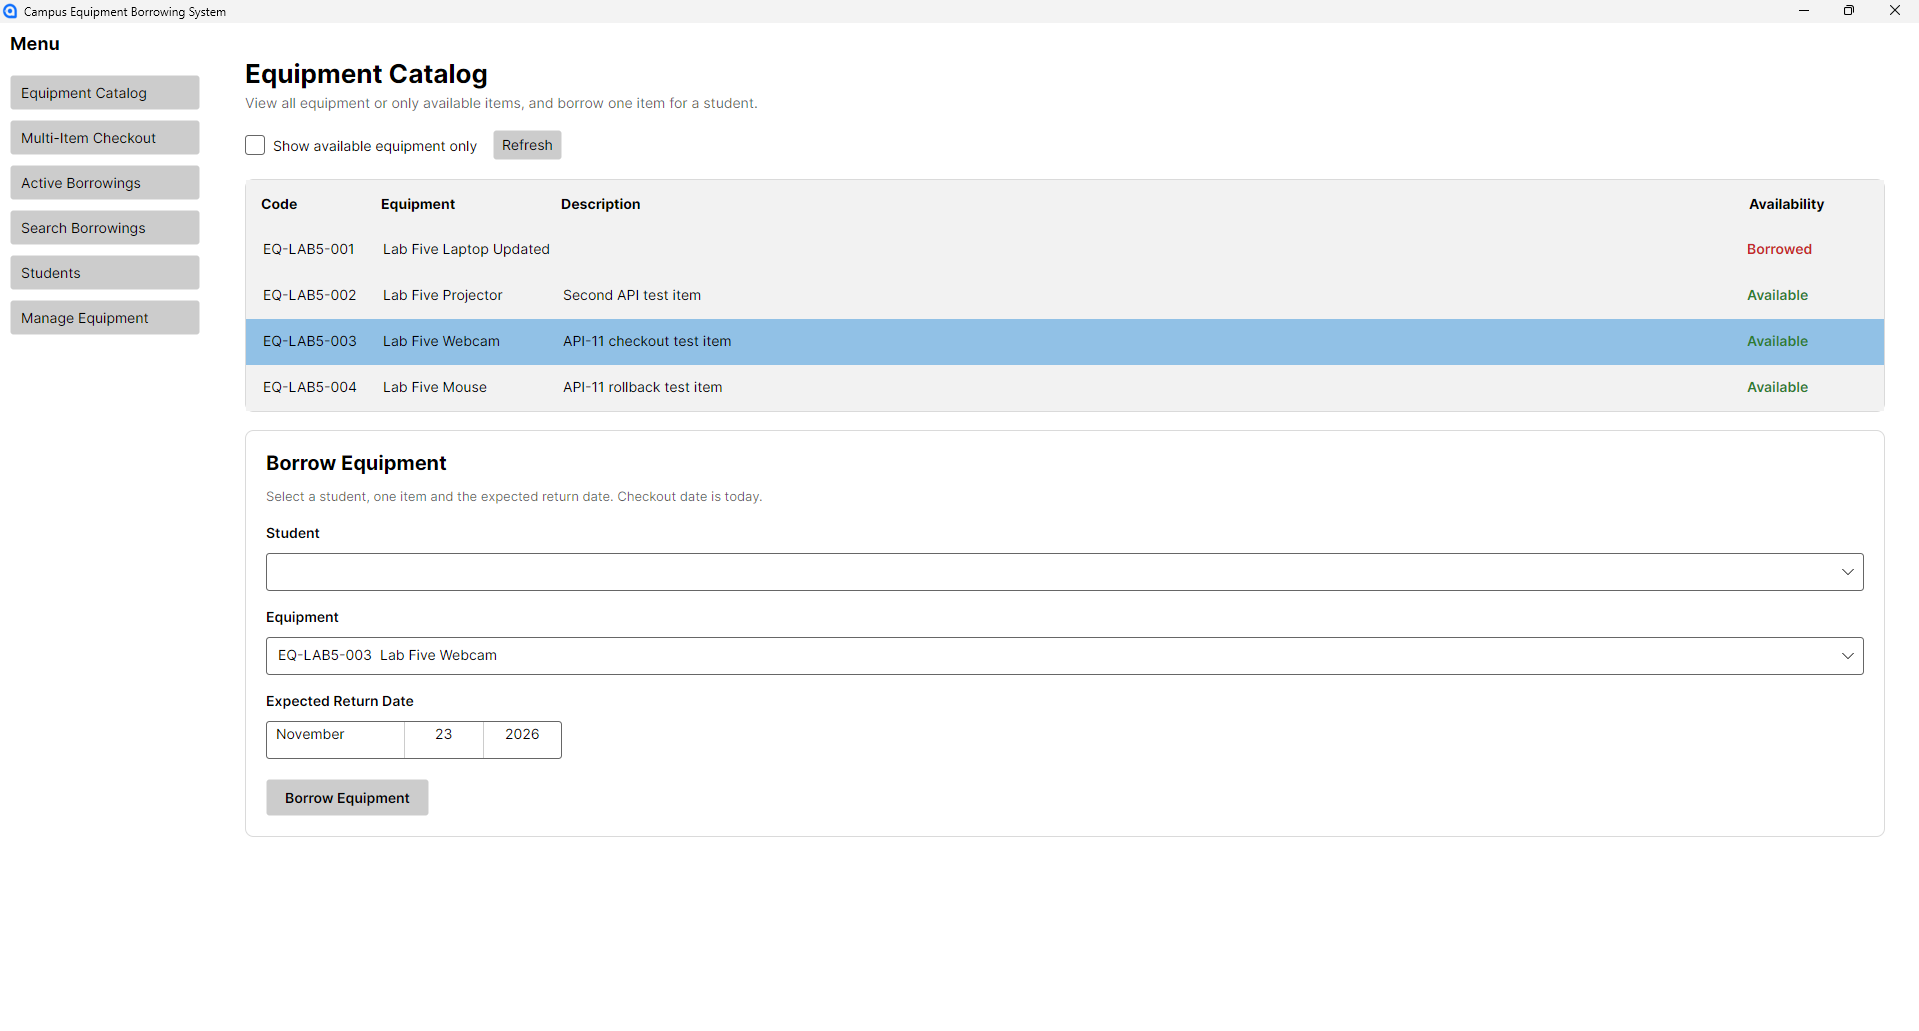 Campus Equipment Borrowing System
Menu
Equipment Catalog
Multi-Item Checkout
Active Borrowings
Search Borrowings
Students
Manage Equipment
Equipment Catalog
View all equipment or only available items, and borrow one item for a student.
Show available equipment only Refresh
Code Equipment Description Availability
EQ-LAB5-001 Lab Five Laptop Updated Borrowed
EQ-LAB5-002 Lab Five Projector Second API test item Available
EQ-LAB5-003 Lab Five Webcam API-11 checkout test item Available
EQ-LAB5-004 Lab Five Mouse API-11 rollback test item Available
Borrow Equipment
Select a student, one item and the expected return date. Checkout date is today.
Student
Equipment
EQ-LAB5-003 Lab Five Webcam
Expected Return Date
November 23 2026
Borrow Equipment